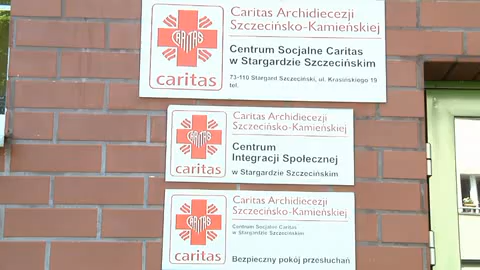 CARITAS
caritas
Caritas Archidiecezji
Szczecińsko-Kamieńskiej
Centrum Socjalne Caritas
w Stargardzie Szczecińskim
73-110 Stargard Szczeciński, ul. Krasińskiego 19
tel.
CARITAS
caritas
Caritas Archidiecezji
Szczecińsko-Kamieńskiej
Centrum
Integracji Społecznej
w Stargardzie Szczecińskim
CARITAS
caritas
Caritas Archidiecezji
Szczecińsko-Kamieńskiej
Centrum Socjalne Caritas
w Stargardzie Szczecińskim
Bezpieczny pokój przesłuchań